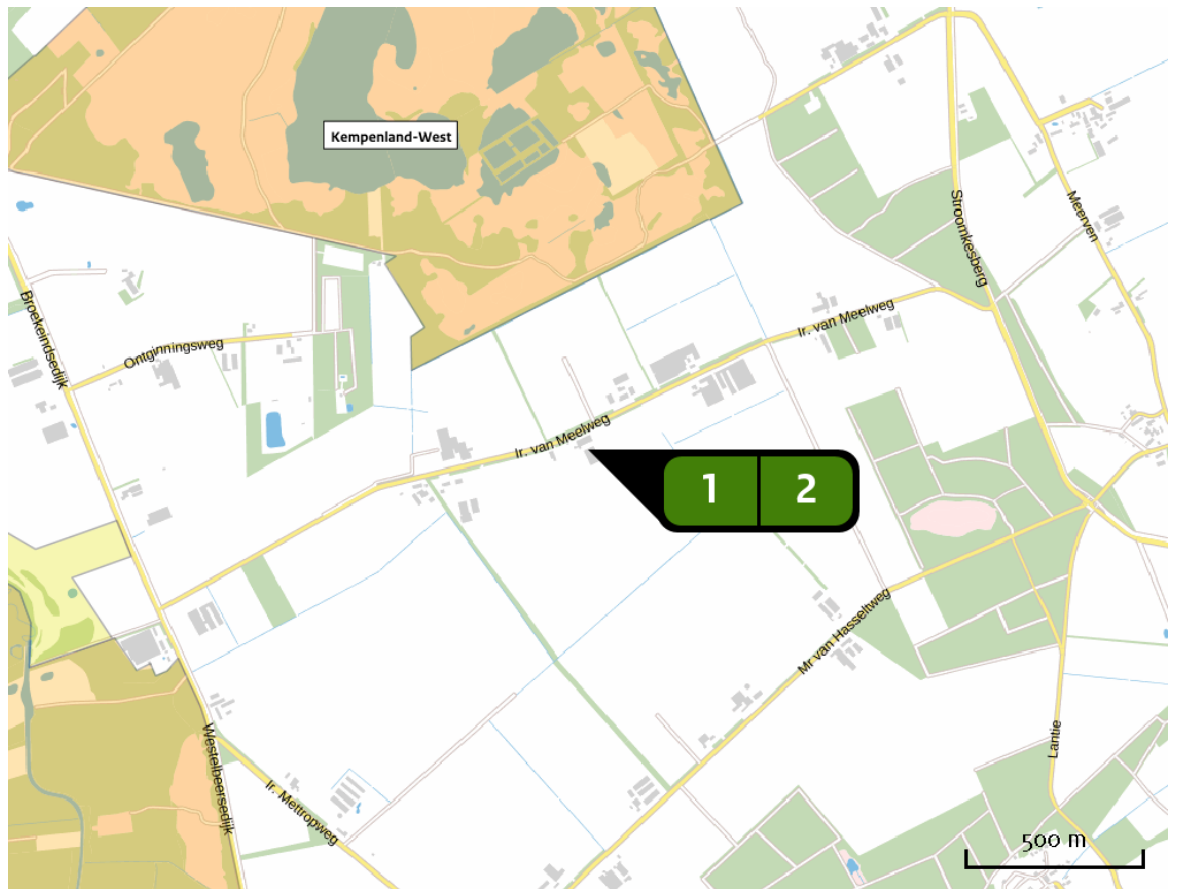 Kempenland-West
Stroomkesberg
Meerven
Broekeindsedijk
Ontginningsweg
Ir. van Meelweg
Ir. van Meelweg
1 2
Mr van Hasseltweg
Westelbeersedijk
Ir. Mettropweg
Lantie
500 m